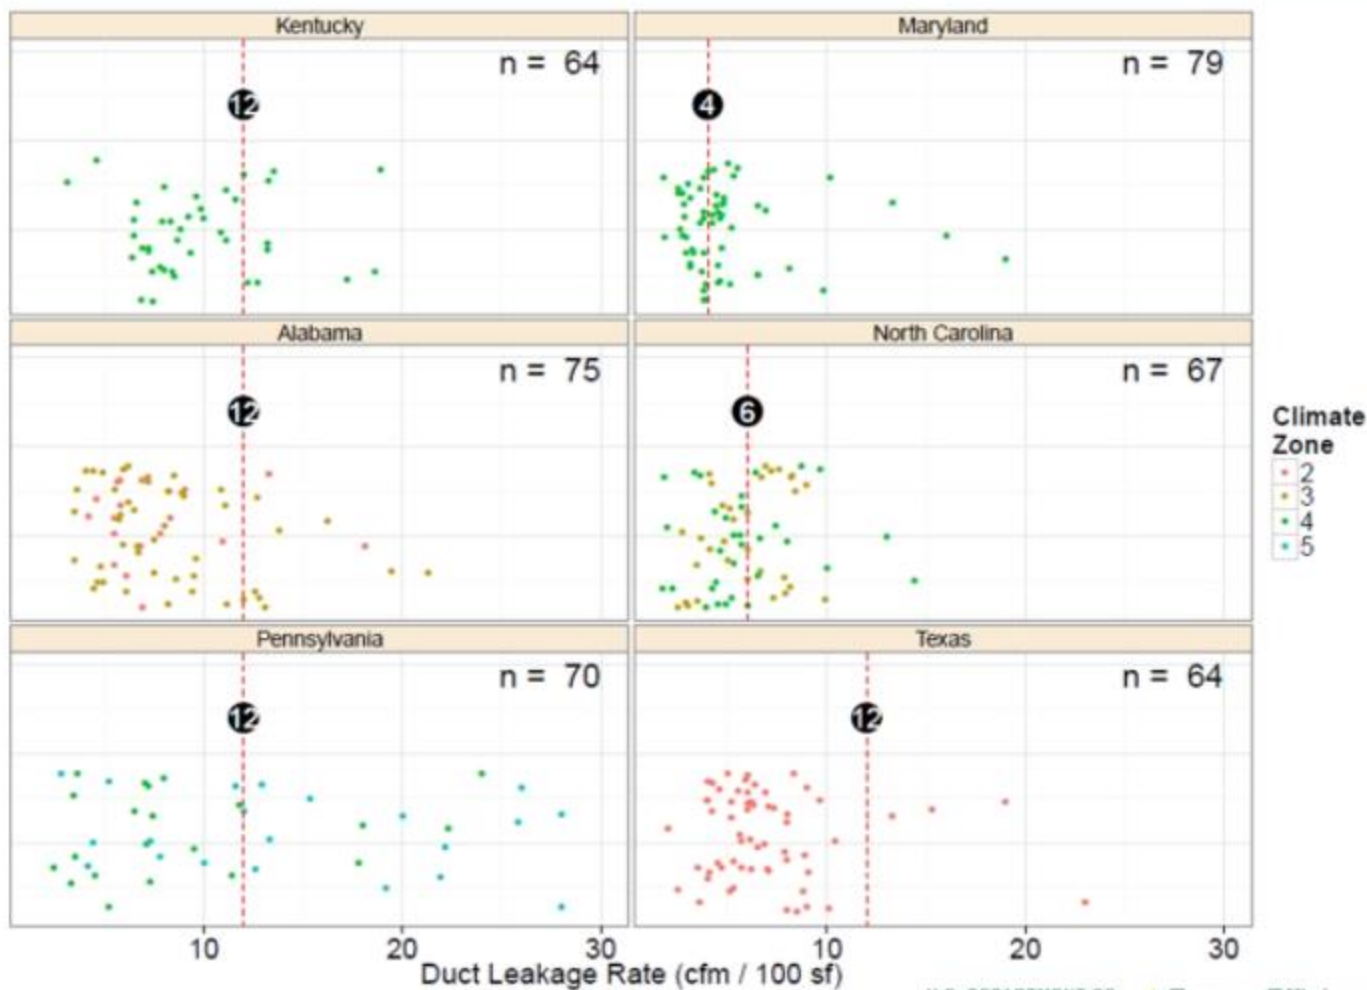 Kentucky
n = 64
12
Maryland
n = 79
4
Alabama
n = 75
12
North Carolina
n = 67
6
Pennsylvania
n = 70
12
Texas
n = 64
12
Climate
Zone
2
3
4
5
10 20 30 10 20 30
Duct Leakage Rate (cfm / 100 sf)